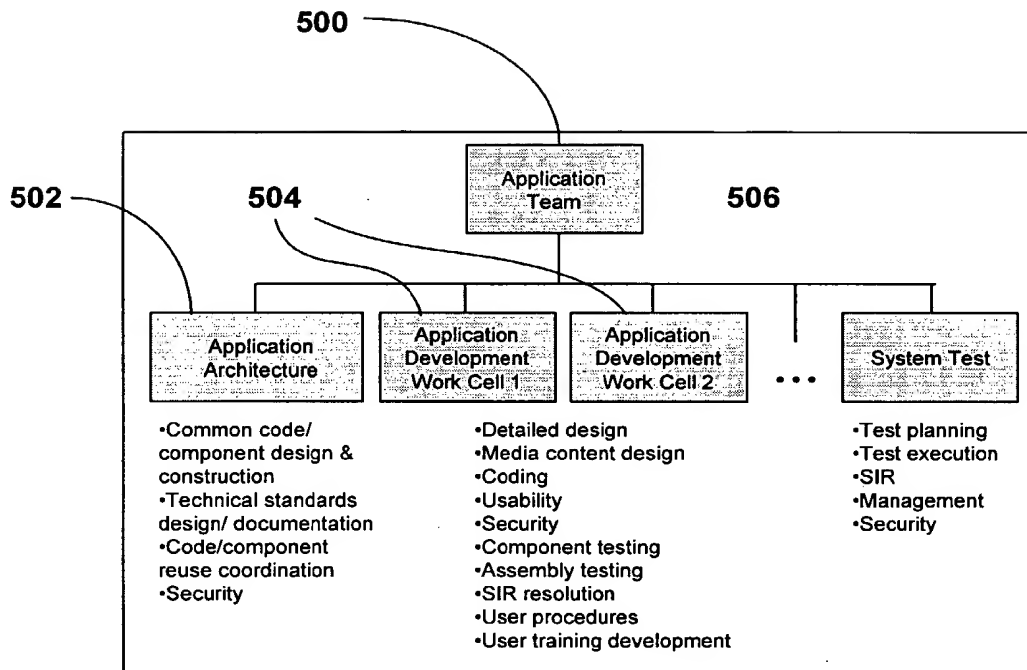 500
502
504
506
Application
Team
Application
Architecture
Application
Development
Work Cell 1
Application
Development
Work Cell 2
...
System Test
•Common code/
component design &
construction
•Technical standards
design/ documentation
•Code/component
reuse coordination
•Security
•Detailed design
•Media content design
•Coding
•Usability
•Security
•Component testing
•Assembly testing
•SIR resolution
•User procedures
•User training development
•Test planning
•Test execution
•SIR
•Management
•Security